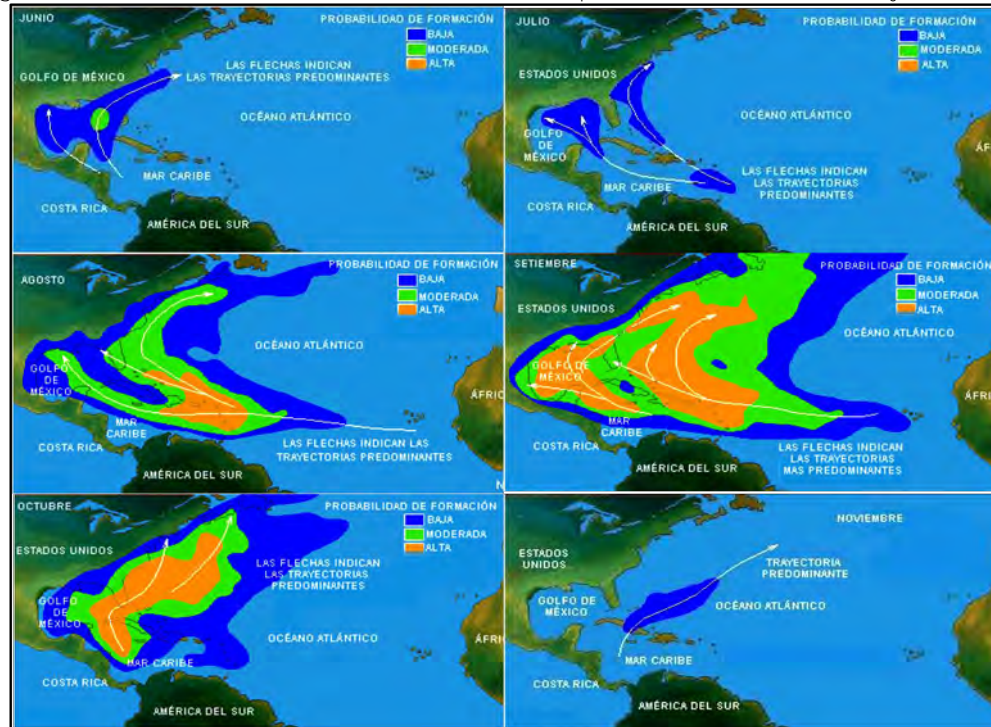 JUNIO
PROBABILIDAD DE FORMACIÓN
BAJA
MODERADA
ALTA
LAS FLECHAS INDICAN
LAS TRAYECTORIAS PREDOMINANTES
GOLFO DE MÉXICO
OCÉANO ATLÁNTICO
MAR CARIBE
COSTA RICA
AMÉRICA DEL SUR
JULIO
PROBABILIDAD DE FORMACIÓN
BAJA
MODERADA
ALTA
ESTADOS UNIDOS
OCÉANO ATLÁNTICO
GOLFO
DE
MÉXICO
ÁF
LAS FLECHAS INDICAN
LAS TRAYECTORIAS
PREDOMINANTES
MAR CARIBE
COSTA RICA
AMÉRICA DEL SUR
AGOSTO
PROBABILIDAD DE FORMACIÓN
BAJA
MODERADA
ALTA
OCÉANO ATLÁNTICO
GOLFO
DE
MÉXICO
ÁFRI
MAR
CARIBE
COSTA RICA
LAS FLECHAS INDICAN LAS
TRAYECTORIAS PREDOMINANTES
AMÉRICA DEL SUR
N
SETIEMBRE
PROBABILIDAD DE FORMACIÓN
BAJA
MODERADA
ALTA
ESTADOS UNIDOS
OCÉANO ATLÁNTICO
GOLFO DE
MÉXICO
ÁFRIC
MAR
CARIBE
COSTA RICA
LAS FLECHAS INDICAN
LAS TRAYECTORIAS
MAS PREDOMINANTES
AMÉRICA DEL SUR
OCTUBRE
PROBABILIDAD DE FORMACIÓN
BAJA
MODERADA
ALTA
ESTADOS UNIDOS
LAS FLECHAS INDICAN
LAS TRAYECTORIAS
PREDOMINANTES
GOLFO
DE
MÉXICO
OCÉANO ATLÁNTICO
ÁFRI
MAR CARIBE
COSTA RICA
AMÉRICA DEL SUR
NOVIEMBRE
ESTADOS
UNIDOS
TRAYECTORIA
PREDOMINANTE
GOLFO DE
MÉXICO
OCÉANO ATLÁNTICO
MAR CARIBE
COSTA RICA
AMÉRICA DEL SUR